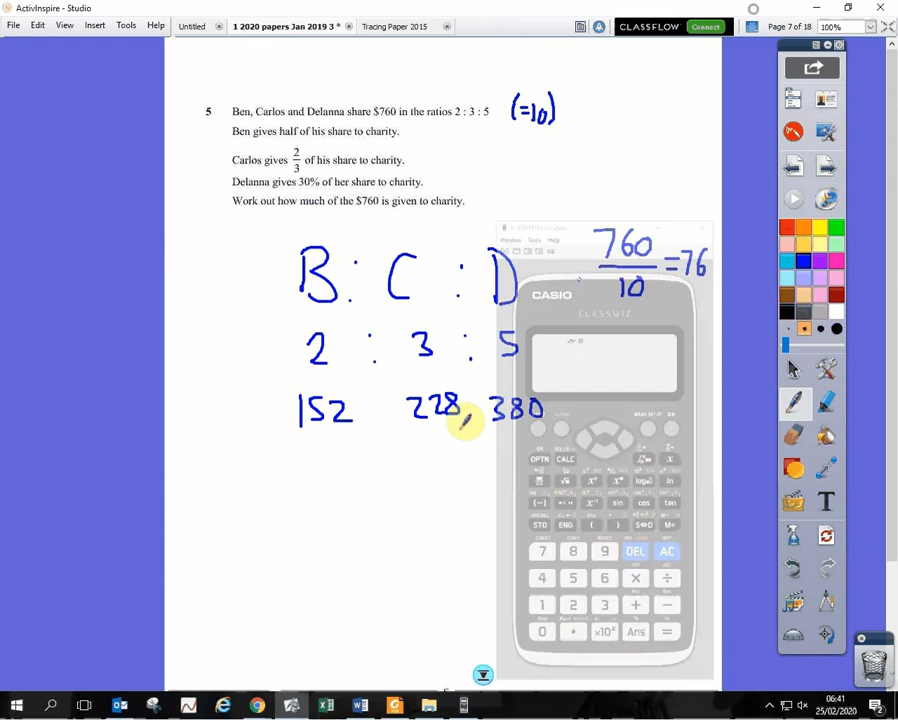 ActivInspire - Studio
File Edit View Insert Tools Help
Untitled 1 2020 papers Jan 2019 3 * Tracing Paper 2015
CLASSFLOW Connect
Page 7 of 18 100%
5 Ben, Carlos and Delanna share $760 in the ratios 2 : 3 : 5 (=10)
Ben gives half of his share to charity.
Carlos gives 2/3 of his share to charity.
Delanna gives 30% of her share to charity.
Work out how much of the $760 is given to charity.
760/10 =76
B : C : D
2 : 3 : 5
152 228 380
CASIO
CLASSWIZ
OPTN CALC x
log ln
(−) sin cos tan
STO ENG ( ) S⇔D M+
7 8 9 DEL AC
4 5 6 × ÷
1 2 3 + −
0 • ×10ˣ Ans =
T
06:41
25/02/2020